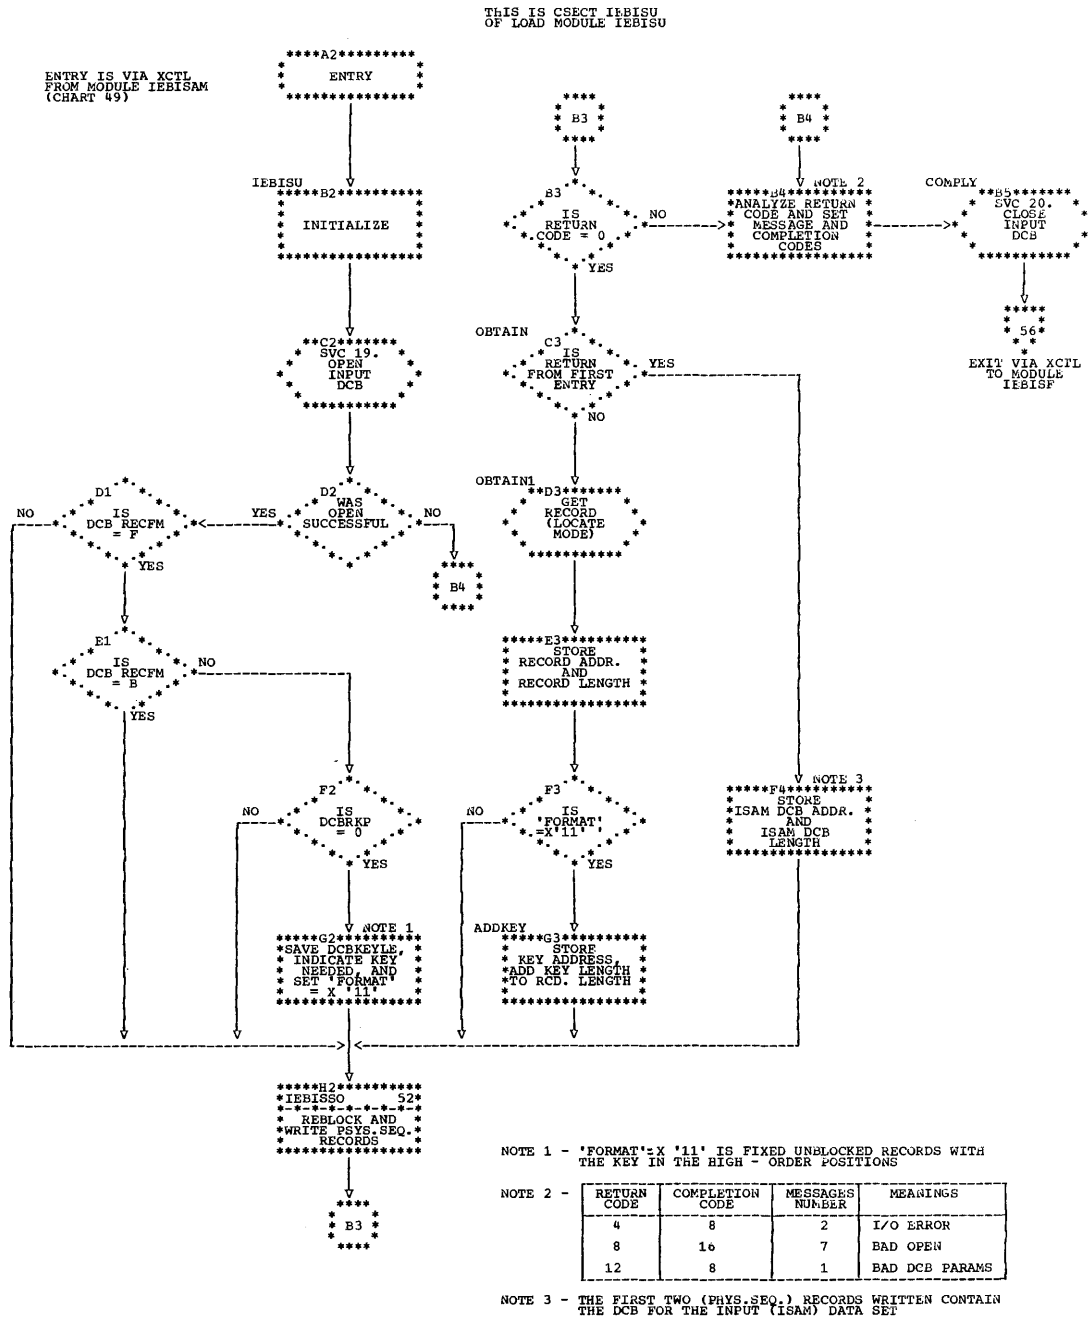 THIS IS CSECT IEBISU
OF LOAD MODULE IEBISU
ENTRY IS VIA XCTL
FROM MODULE IEBISAM
(CHART 49)
****A2*********
ENTRY
B3
B4
IEBISU
*****B2**********
INITIALIZE
B3
IS
RETURN
CODE = 0
NO
YES
NOTE 2
*****B4**********
ANALYZE RETURN
CODE AND SET
MESSAGE AND
COMPLETION
CODES
COMPLY
B5
SVC 20.
CLOSE
INPUT
DCB
56
EXIT VIA XCTL
TO MODULE
IEBISF
C2
SVC 19.
OPEN
INPUT
DCB
OBTAIN
C3
IS
RETURN
FROM FIRST
ENTRY
YES
NO
D1
IS
DCB RECFM
= F
NO
YES
D2
WAS
OPEN
SUCCESSFUL
YES
NO
B4
OBTAIN1
D3
GET
RECORD
(LOCATE
MODE)
E1
IS
DCB RECFM
= B
NO
YES
*****E3**********
STORE
RECORD ADDR.
AND
RECORD LENGTH
F2
IS
DCBRKP
= 0
NO
YES
F3
IS
'FORMAT'
=X'11'
NO
YES
NOTE 3
*****F4**********
STORE
ISAM DCB ADDR.
AND
ISAM DCB
LENGTH
NOTE 1
*****G2**********
SAVE DCBKEYLE,
INDICATE KEY
NEEDED, AND
SET 'FORMAT'
= X '11'
ADDKEY
*****G3**********
STORE
KEY ADDRESS,
ADD KEY LENGTH
TO RCD. LENGTH
*****H2**********
IEBISSO 52
REBLOCK AND
WRITE PSYS.SEQ.
RECORDS
B3
NOTE 1 - 'FORMAT'=X '11' IS FIXED UNBLOCKED RECORDS WITH
THE KEY IN THE HIGH - ORDER POSITIONS
NOTE 2 -
RETURN CODE COMPLETION CODE MESSAGES NUMBER MEANINGS
4 8 2 I/O ERROR
8 16 7 BAD OPEN
12 8 1 BAD DCB PARAMS
NOTE 3 - THE FIRST TWO (PHYS.SEQ.) RECORDS WRITTEN CONTAIN
THE DCB FOR THE INPUT (ISAM) DATA SET